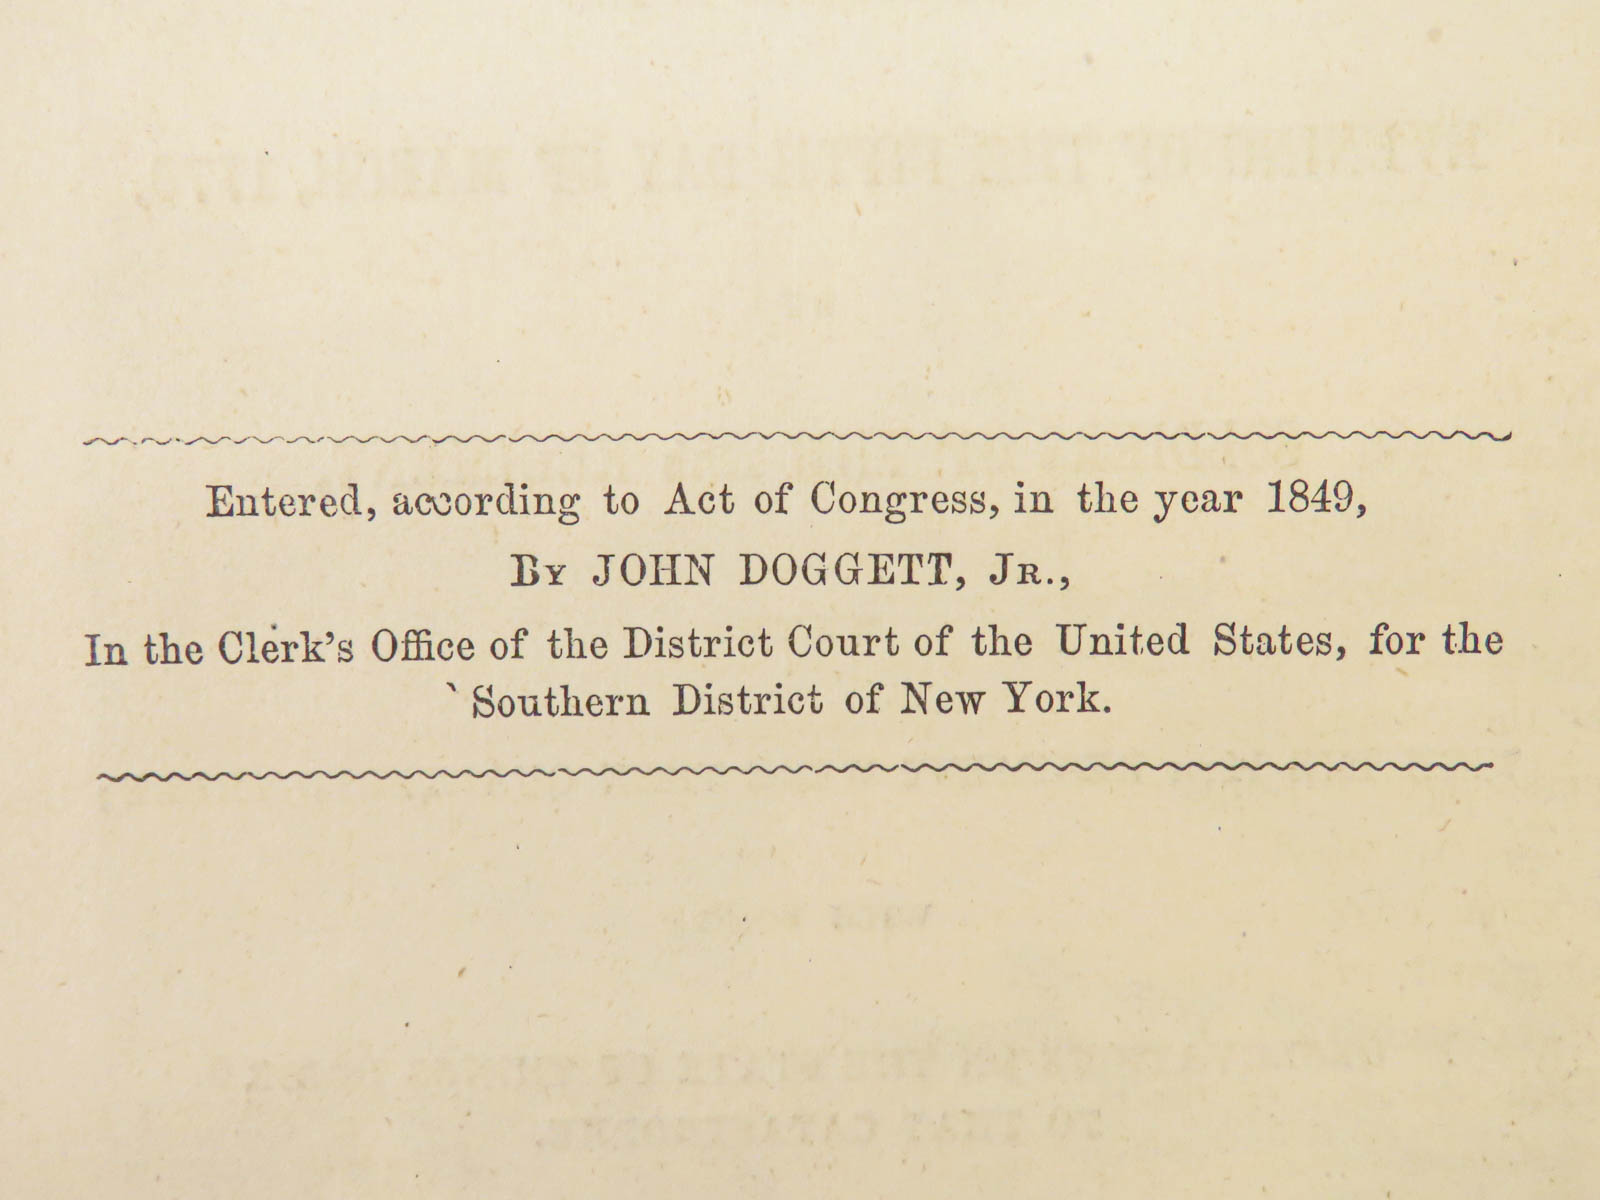 Entered, according to Act of Congress, in the year 1849,
By JOHN DOGGETT, Jr.,
In the Clerk's Office of the District Court of the United States, for the
Southern District of New York.